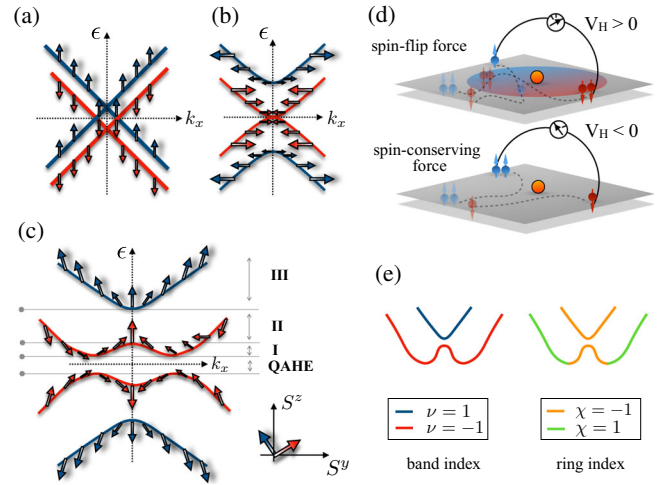 (a)
ϵ
k_x
(b)
ϵ
k_x
(c)
ϵ
III
II
I
k_x
QAHE
S^z
S^y
(d)
V_H > 0
spin-flip force
V_H < 0
spin-conserving
force
(e)
ν = 1
ν = −1
band index
χ = −1
χ = 1
ring index